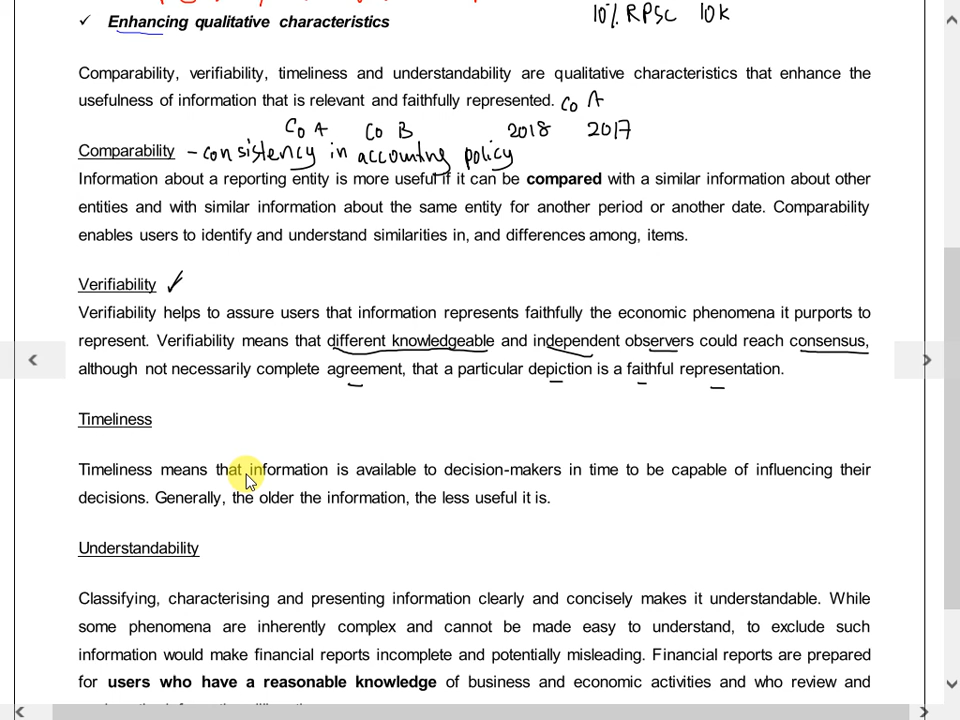 10% RPSC 10k
✓ Enhancing qualitative characteristics
Comparability, verifiability, timeliness and understandability are qualitative characteristics that enhance the
usefulness of information that is relevant and faithfully represented. Co A
Co A Co B 2018 2017
Comparability - consistency in accounting policy
Information about a reporting entity is more useful if it can be compared with a similar information about other
entities and with similar information about the same entity for another period or another date. Comparability
enables users to identify and understand similarities in, and differences among, items.
Verifiability ✓
Verifiability helps to assure users that information represents faithfully the economic phenomena it purports to
represent. Verifiability means that different knowledgeable and independent observers could reach consensus,
although not necessarily complete agreement, that a particular depiction is a faithful representation.
Timeliness
Timeliness means that information is available to decision-makers in time to be capable of influencing their
decisions. Generally, the older the information, the less useful it is.
Understandability
Classifying, characterising and presenting information clearly and concisely makes it understandable. While
some phenomena are inherently complex and cannot be made easy to understand, to exclude such
information would make financial reports incomplete and potentially misleading. Financial reports are prepared
for users who have a reasonable knowledge of business and economic activities and who review and